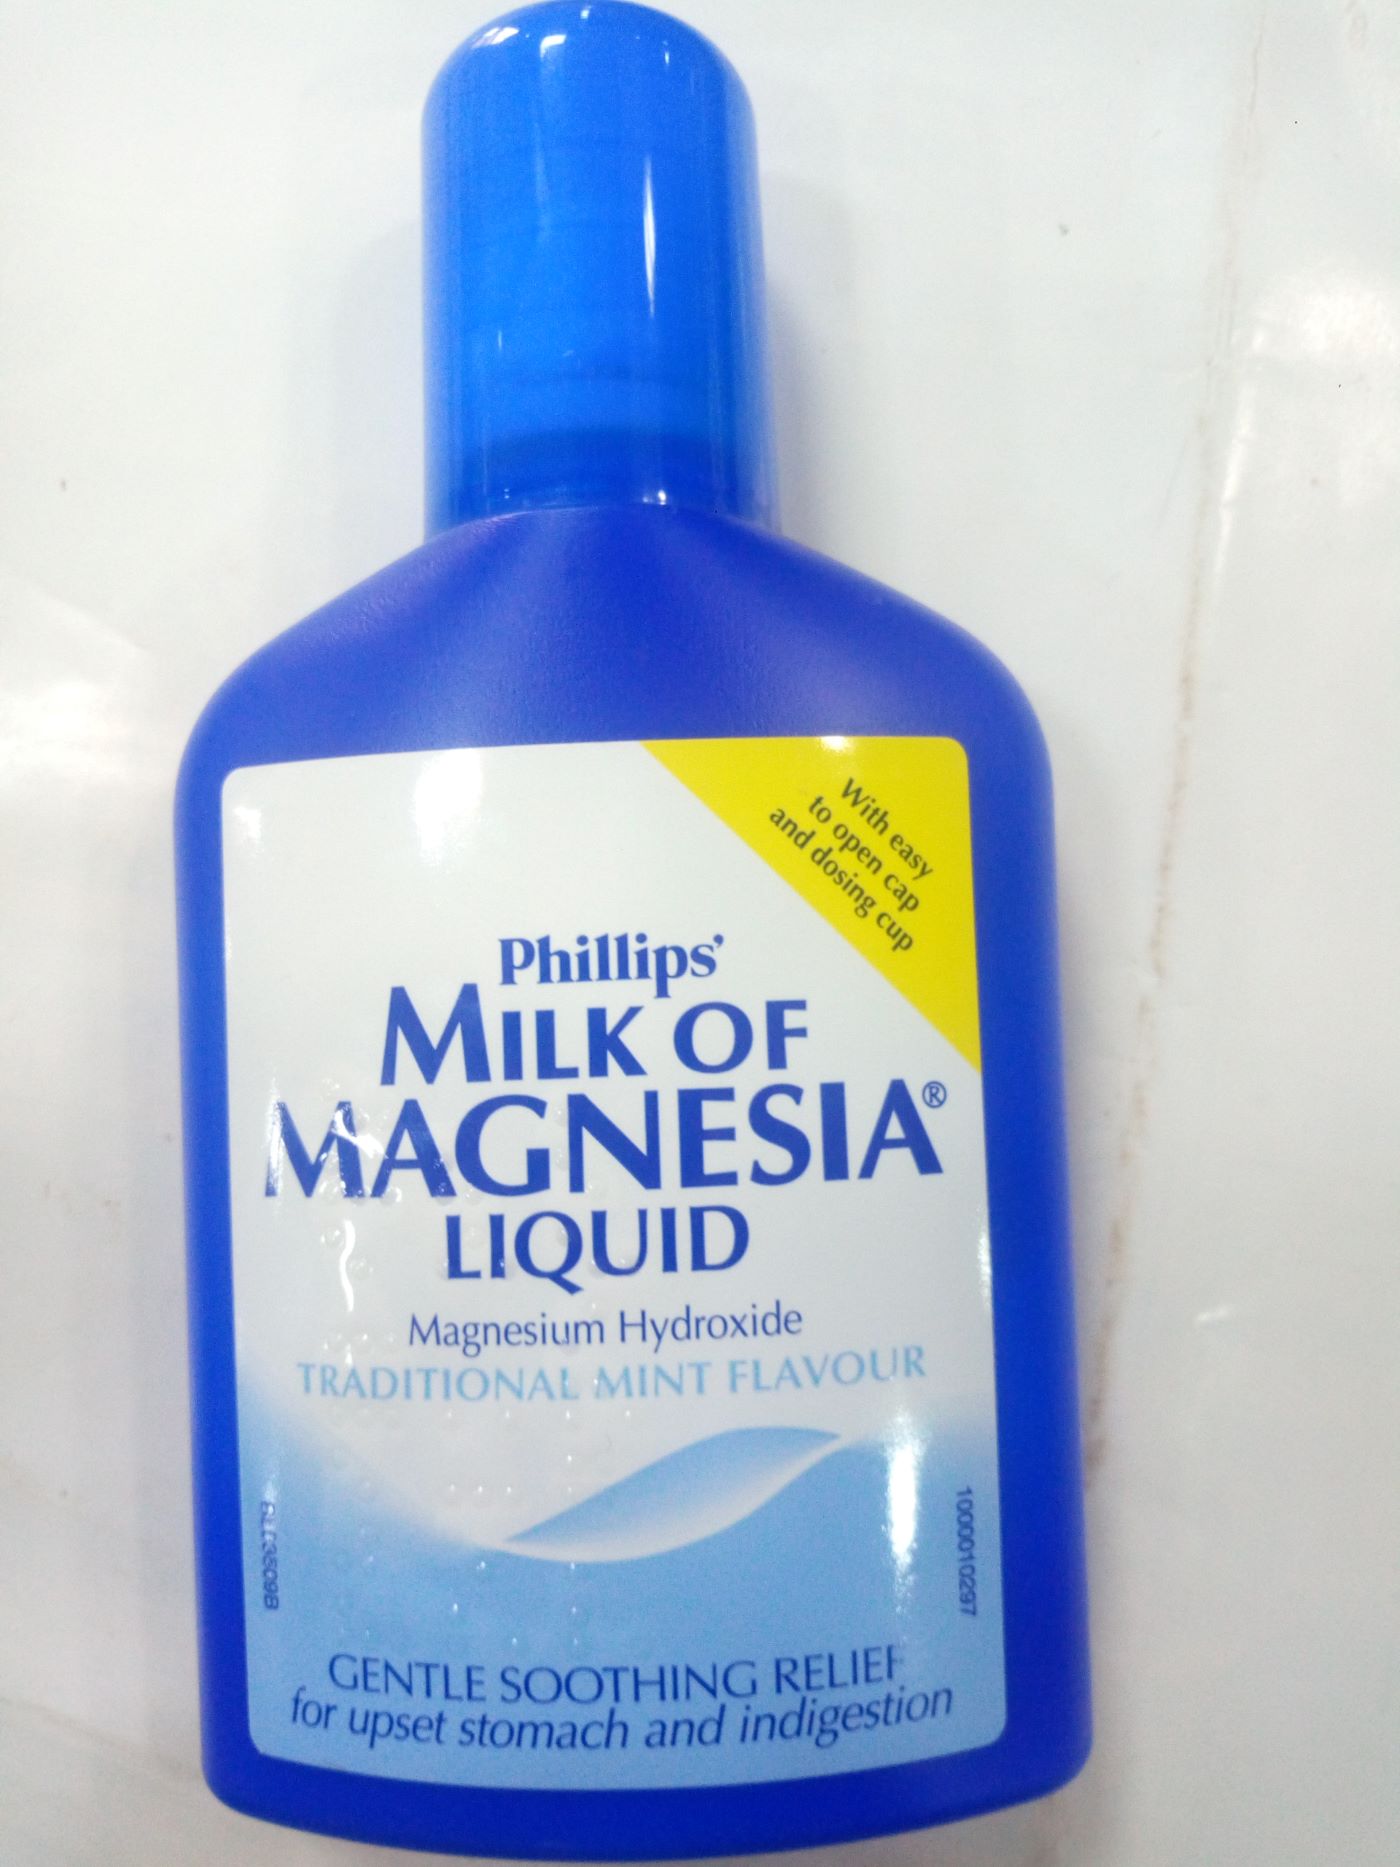 With easy
to open cap
and dosing cup
Phillips'
MILK OF
MAGNESIA®
LIQUID
Magnesium Hydroxide
TRADITIONAL MINT FLAVOUR
1000010297
GENTLE SOOTHING RELIEF
for upset stomach and indigestion